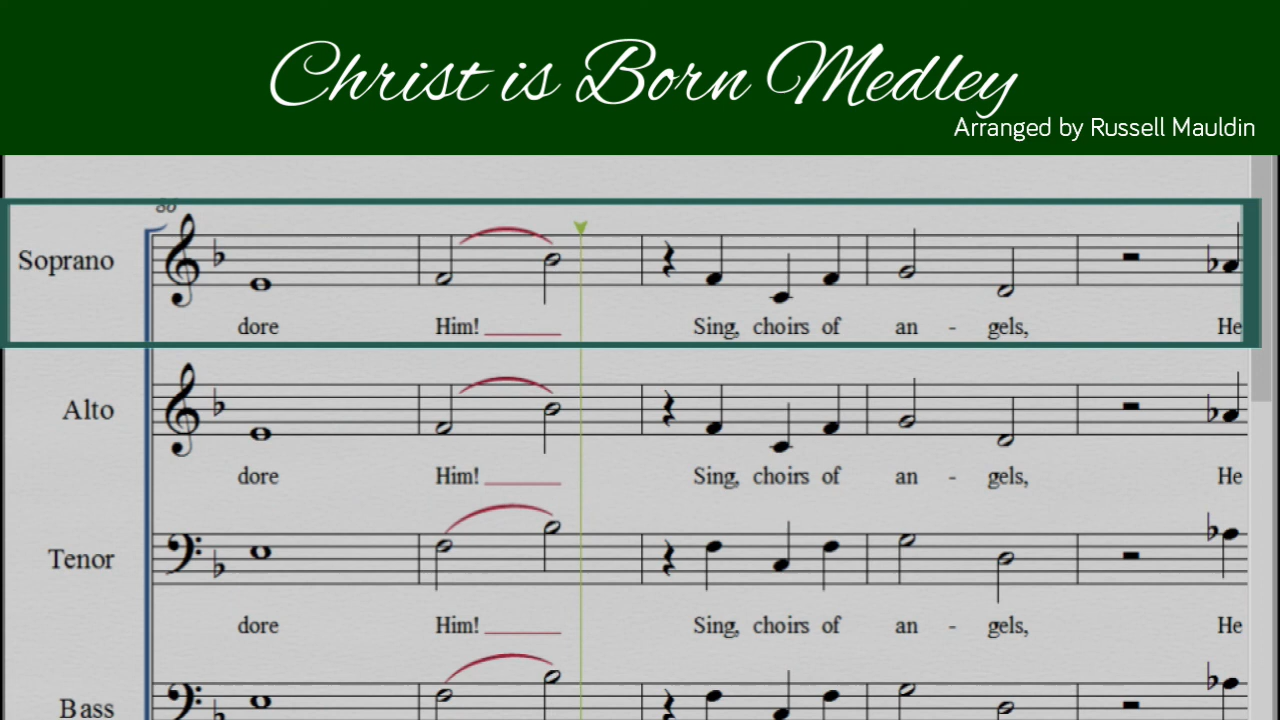 Christ is Born Medley
Arranged by Russell Mauldin
86
Soprano
dore Him! Sing, choirs of an - gels, He
Alto
dore Him! Sing, choirs of an - gels, He
Tenor
dore Him! Sing, choirs of an - gels, He
Bass